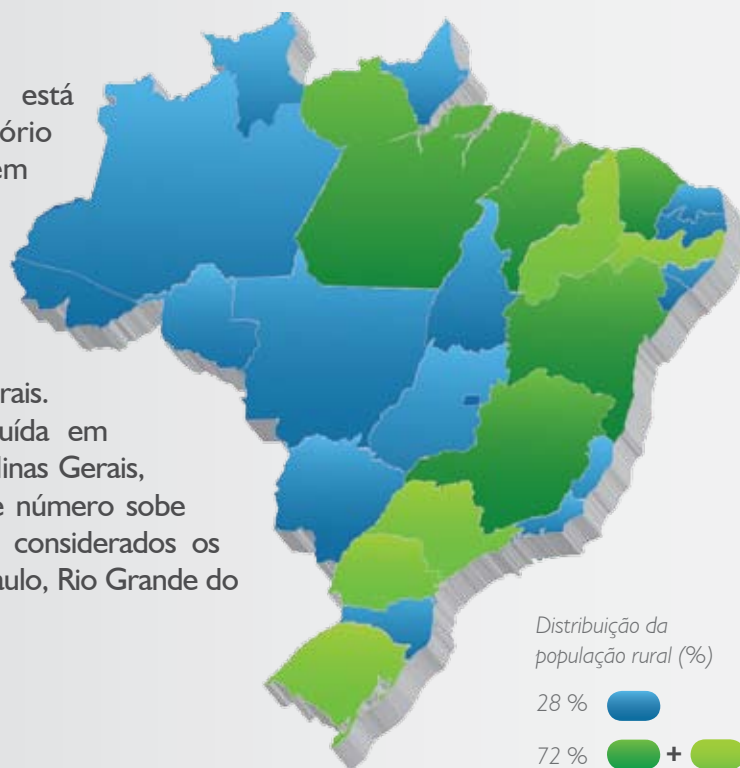 está
ório
em
rais.
uída em
linas Gerais,
e número sobe
considerados os
aulo, Rio Grande do
Distribuição da
população rural (%)
28 %
72 % +